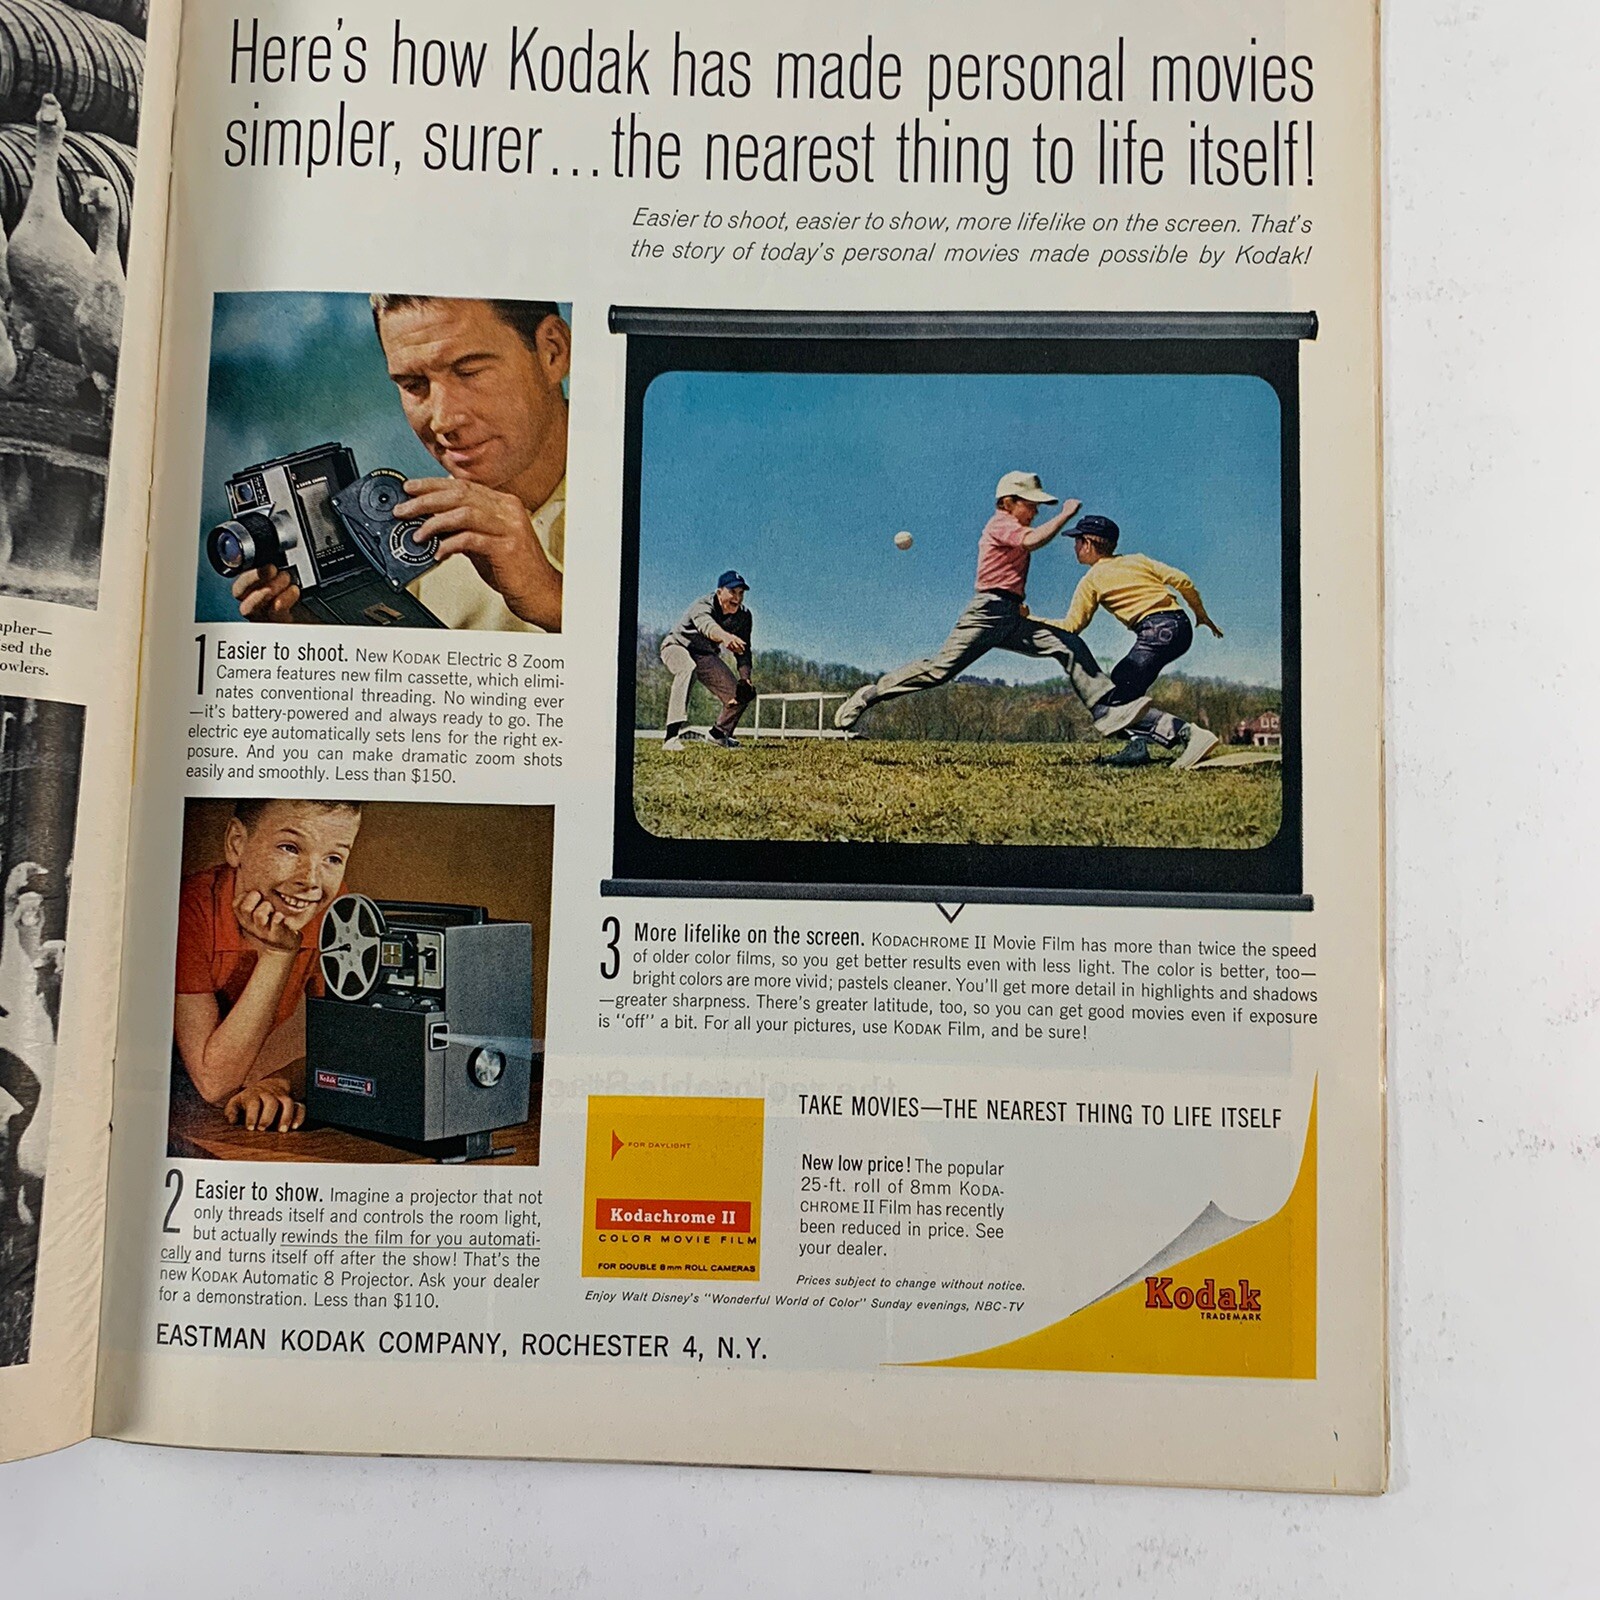 Here's how Kodak has made personal movies
simpler, surer...the nearest thing to life itself!
Easier to shoot, easier to show, more lifelike on the screen. That's
the story of today's personal movies made possible by Kodak!
sed the
owlers.
1 Easier to shoot. New KODAK Electric 8 Zoom
Camera features new film cassette, which elimi-
nates conventional threading. No winding ever
—it's battery-powered and always ready to go. The
electric eye automatically sets lens for the right ex-
posure. And you can make dramatic zoom shots
easily and smoothly. Less than $150.
Kodak AUTOMATIC 8
2 Easier to show. Imagine a projector that not
only threads itself and controls the room light,
but actually rewinds the film for you automati-
cally and turns itself off after the show! That's the
new KODAK Automatic 8 Projector. Ask your dealer
for a demonstration. Less than $110.
3 More lifelike on the screen. KODACHROME II Movie Film has more than twice the speed
of older color films, so you get better results even with less light. The color is better, too—
bright colors are more vivid; pastels cleaner. You'll get more detail in highlights and shadows
—greater sharpness. There's greater latitude, too, so you can get good movies even if exposure
is "off" a bit. For all your pictures, use KODAK Film, and be sure!
FOR DAYLIGHT
Kodachrome II
COLOR MOVIE FILM
FOR DOUBLE 8mm ROLL CAMERAS
TAKE MOVIES—THE NEAREST THING TO LIFE ITSELF
New low price! The popular
25-ft. roll of 8mm KODA-
CHROME II Film has recently
been reduced in price. See
your dealer.
Prices subject to change without notice.
Enjoy Walt Disney's "Wonderful World of Color" Sunday evenings, NBC-TV
Kodak
TRADEMARK
EASTMAN KODAK COMPANY, ROCHESTER 4, N.Y.